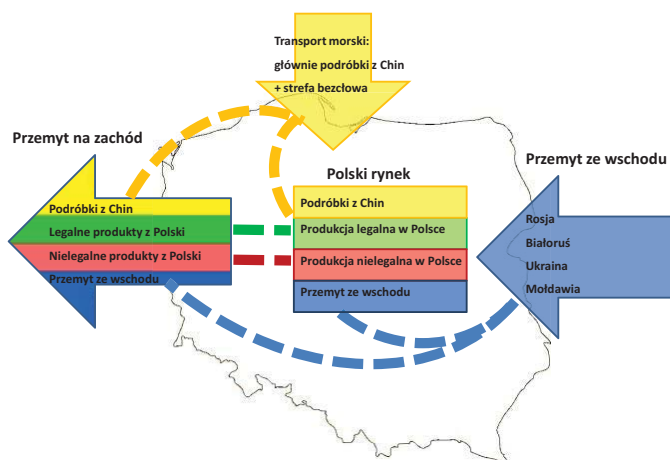 Transport morski:
głównie podróbki z Chin
+ strefa bezcłowa
Przemyt na zachód
Podróbki z Chin
Legalne produkty z Polski
Nielegalne produkty z Polski
Przemyt ze wschodu
Polski rynek
Podróbki z Chin
Produkcja legalna w Polsce
Produkcja nielegalna w Polsce
Przemyt ze wschodu
Przemyt ze wschodu
Rosja
Białoruś
Ukraina
Mołdawia